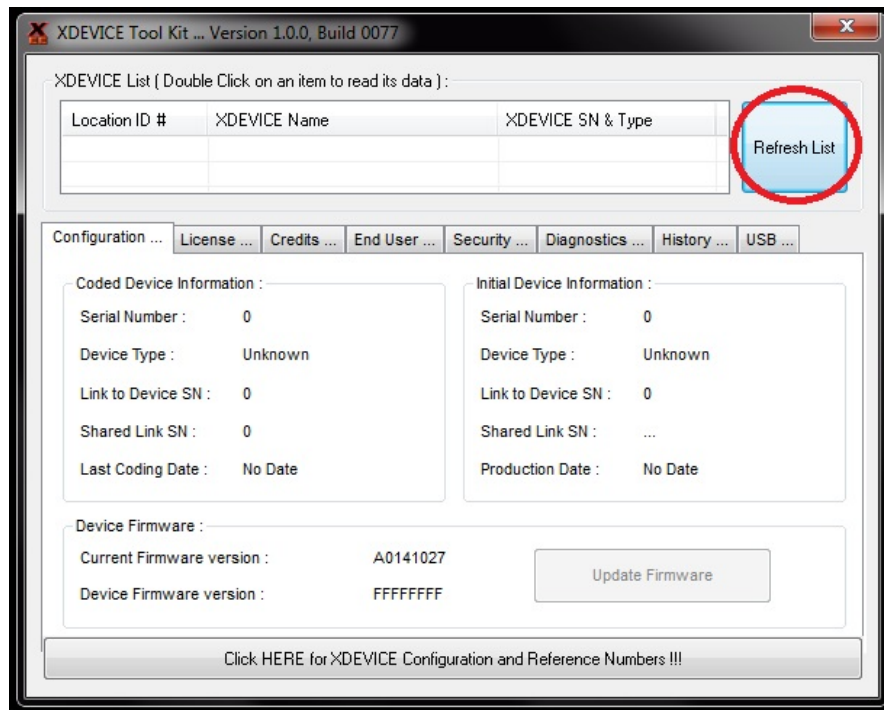 XDEVICE Tool Kit ... Version 1.0.0, Build 0077
XDEVICE List ( Double Click on an item to read its data ) :
Location ID # XDEVICE Name XDEVICE SN & Type
Refresh List
Configuration ... License ... Credits ... End User ... Security ... Diagnostics ... History ... USB ...
Coded Device Information : Initial Device Information :
Serial Number : 0 Serial Number : 0
Device Type : Unknown Device Type : Unknown
Link to Device SN : 0 Link to Device SN : 0
Shared Link SN : 0 Shared Link SN : ...
Last Coding Date : No Date Production Date : No Date
Device Firmware :
Current Firmware version : A0141027
Update Firmware
Device Firmware version : FFFFFFFF
Click HERE for XDEVICE Configuration and Reference Numbers !!!